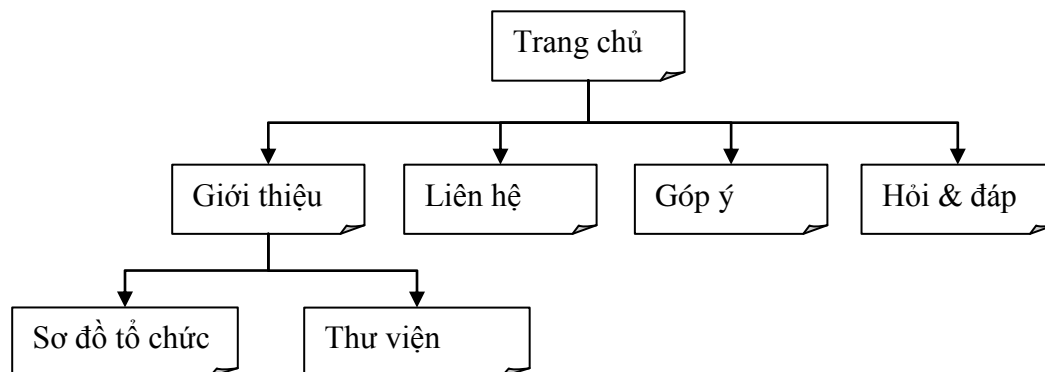 Trang chủ
Giới thiệu
Liên hệ
Góp ý
Hỏi & đáp
Sơ đồ tổ chức
Thư viện